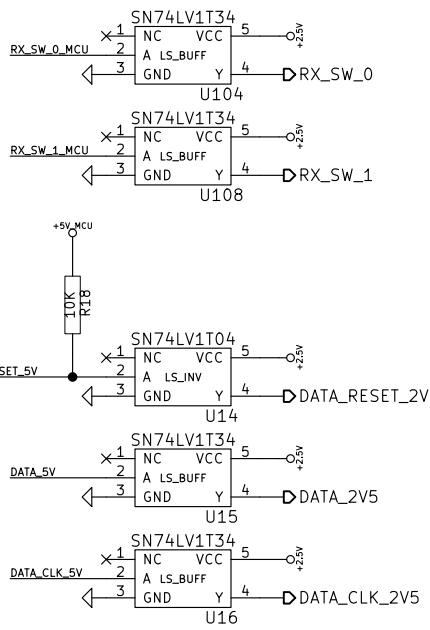 SN74LV1T34
1 NC VCC 5 +2.5V
RX_SW_0_MCU 2 A LS_BUFF
3 GND Y 4 RX_SW_0
U104
SN74LV1T34
1 NC VCC 5 +2.5V
RX_SW_1_MCU 2 A LS_BUFF
3 GND Y 4 RX_SW_1
U108
+5V_MCU
10K R18
SN74LV1T04
1 NC VCC 5 +2.5V
SET_5V 2 A LS_INV
3 GND Y 4 DATA_RESET_2V
U14
SN74LV1T34
1 NC VCC 5 +2.5V
DATA_5V 2 A LS_BUFF
3 GND Y 4 DATA_2V5
U15
SN74LV1T34
1 NC VCC 5 +2.5V
DATA_CLK_5V 2 A LS_BUFF
3 GND Y 4 DATA_CLK_2V5
U16